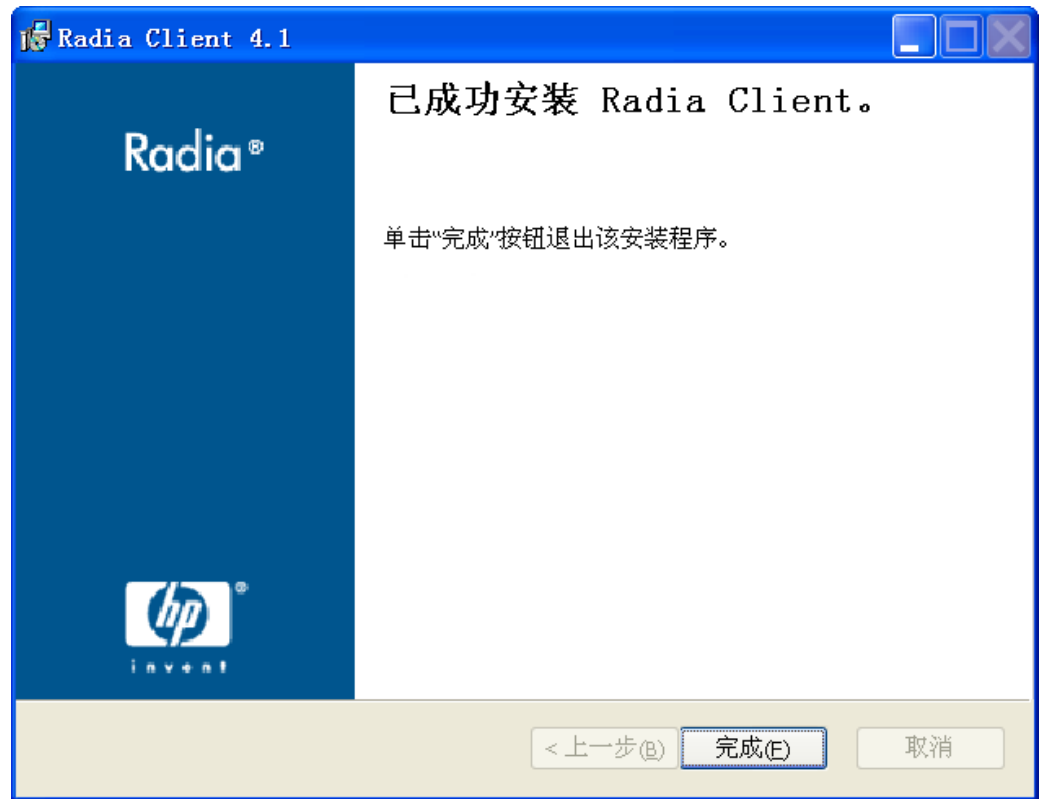 Radia Client 4.1
已成功安装 Radia Client。
Radia®
单击“完成”按钮退出该安装程序。
hp®
invent
<上一步(B)
完成(F)
取消